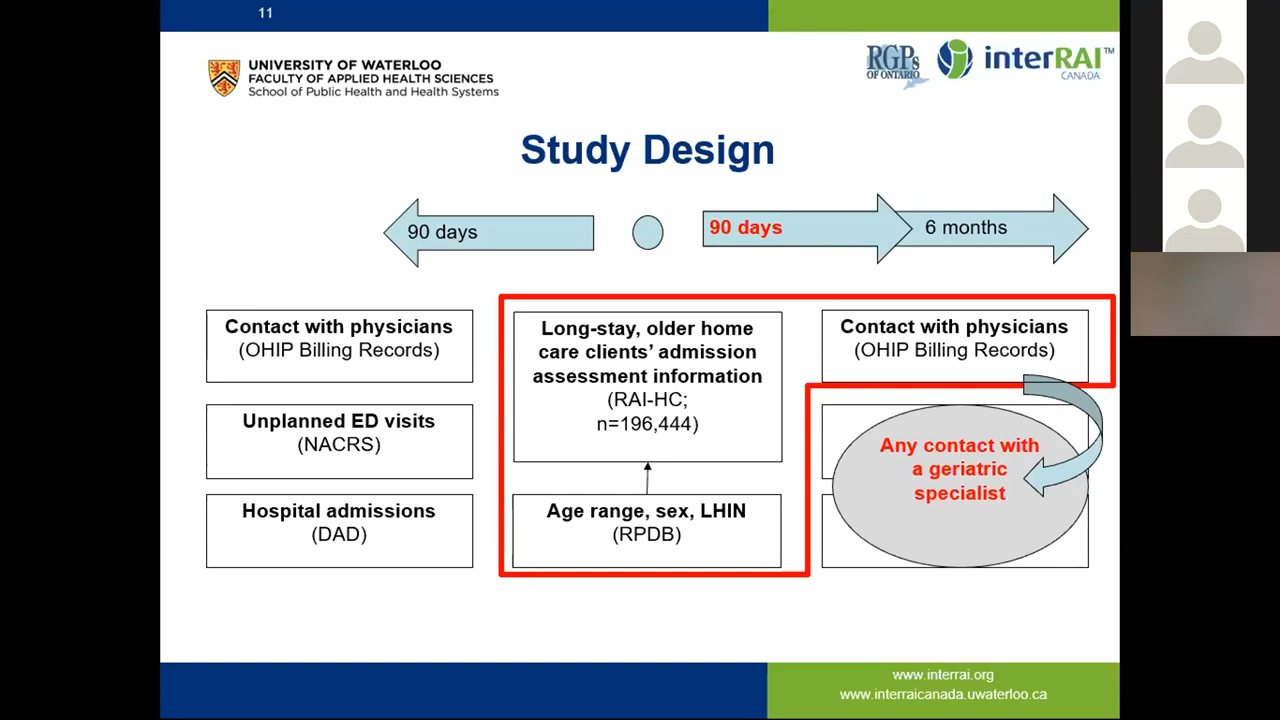 11
UNIVERSITY OF WATERLOO
FACULTY OF APPLIED HEALTH SCIENCES
School of Public Health and Health Systems
RGPs
OF ONTARIO
interRAI™
CANADA
Study Design
90 days
90 days
6 months
Contact with physicians
(OHIP Billing Records)
Unplanned ED visits
(NACRS)
Hospital admissions
(DAD)
Long-stay, older home
care clients’ admission
assessment information
(RAI-HC;
n=196,444)
Age range, sex, LHIN
(RPDB)
Contact with physicians
(OHIP Billing Records)
Any contact with
a geriatric
specialist
www.interrai.org
www.interraicanada.uwaterloo.ca